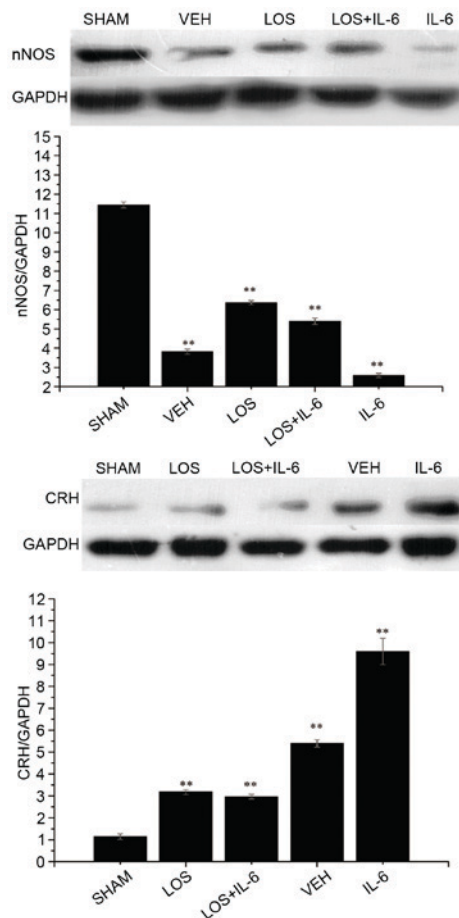 SHAM VEH LOS LOS+IL-6 IL-6
nNOS
GAPDH
nNOS/GAPDH
15
14
13
12
11
10
9
8
7
6
5
4
3
2
** ** ** **
SHAM VEH LOS LOS+IL-6 IL-6
SHAM LOS LOS+IL-6 VEH IL-6
CRH
GAPDH
CRH/GAPDH
12
11
10
9
8
7
6
5
4
3
2
1
0
** ** ** **
SHAM LOS LOS+IL-6 VEH IL-6